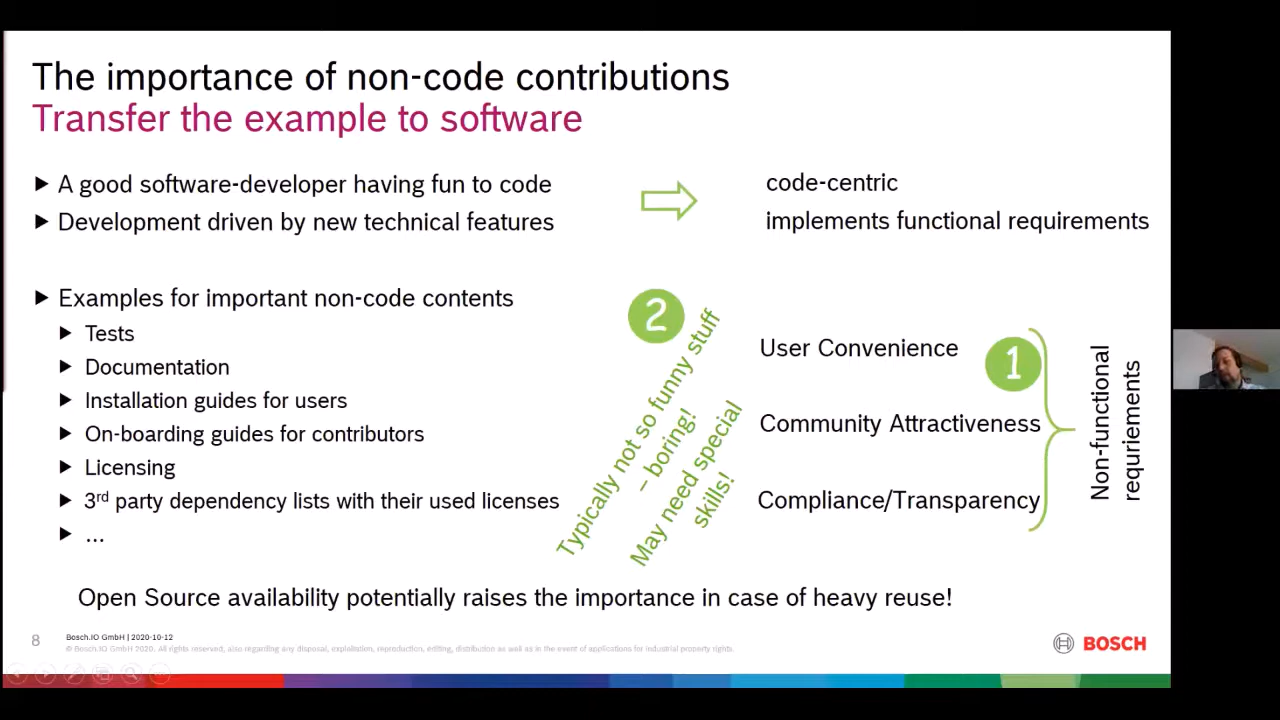 The importance of non-code contributions
Transfer the example to software
▶ A good software-developer having fun to code
▶ Development driven by new technical features
code-centric
implements functional requirements
▶ Examples for important non-code contents
▶ Tests
▶ Documentation
▶ Installation guides for users
▶ On-boarding guides for contributors
▶ Licensing
▶ 3rd party dependency lists with their used licenses
▶ ...
2
Typically not so funny stuff
– boring!
May need special
skills!
User Convenience
Community Attractiveness
Compliance/Transparency
1
Non-functional
requriements
Open Source availability potentially raises the importance in case of heavy reuse!
8
Bosch.IO GmbH | 2020-10-12
© Bosch.IO GmbH 2020. All rights reserved, also regarding any disposal, exploitation, reproduction, editing, distribution as well as in the event of applications for industrial property rights.
BOSCH